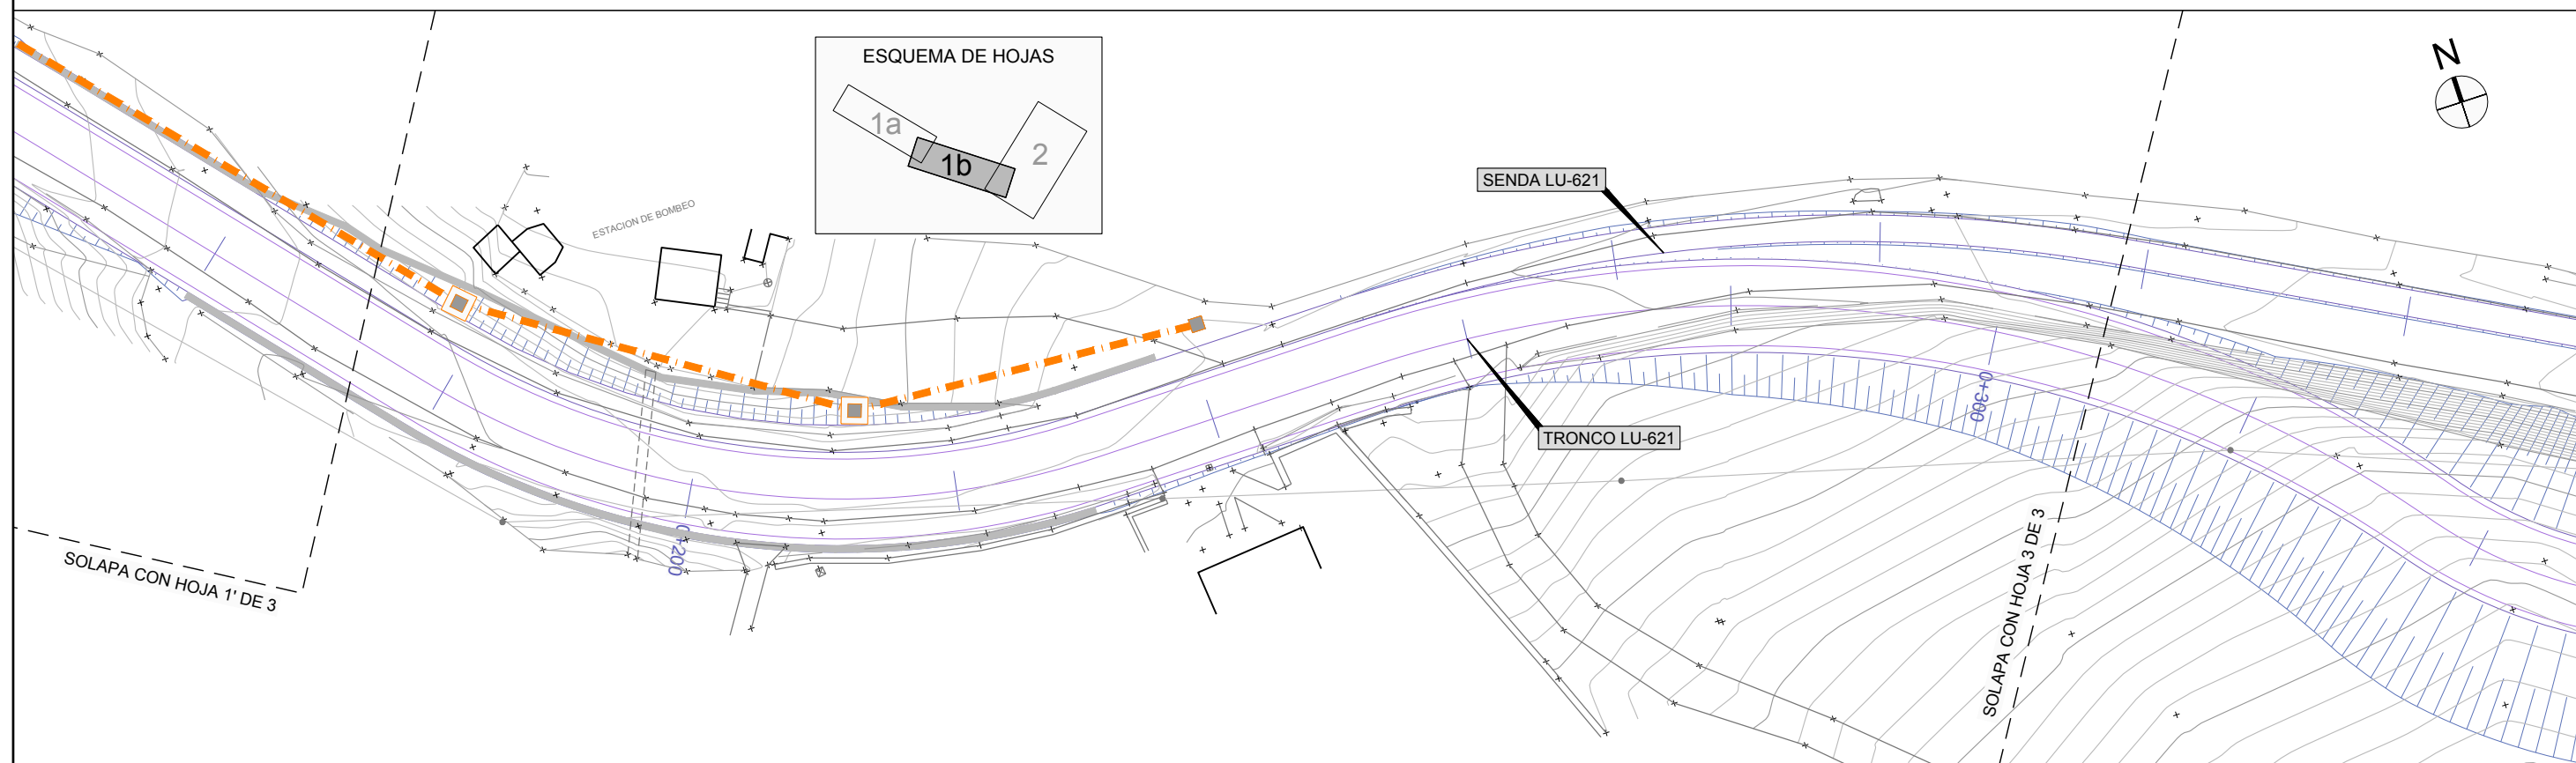 ESQUEMA DE HOJAS
1a
1b
2
N
SENDA LU-621
ESTACION DE BOMBEO
0+300
TRONCO LU-621
0+200
SOLAPA CON HOJA 1' DE 3
SOLAPA CON HOJA 3 DE 3